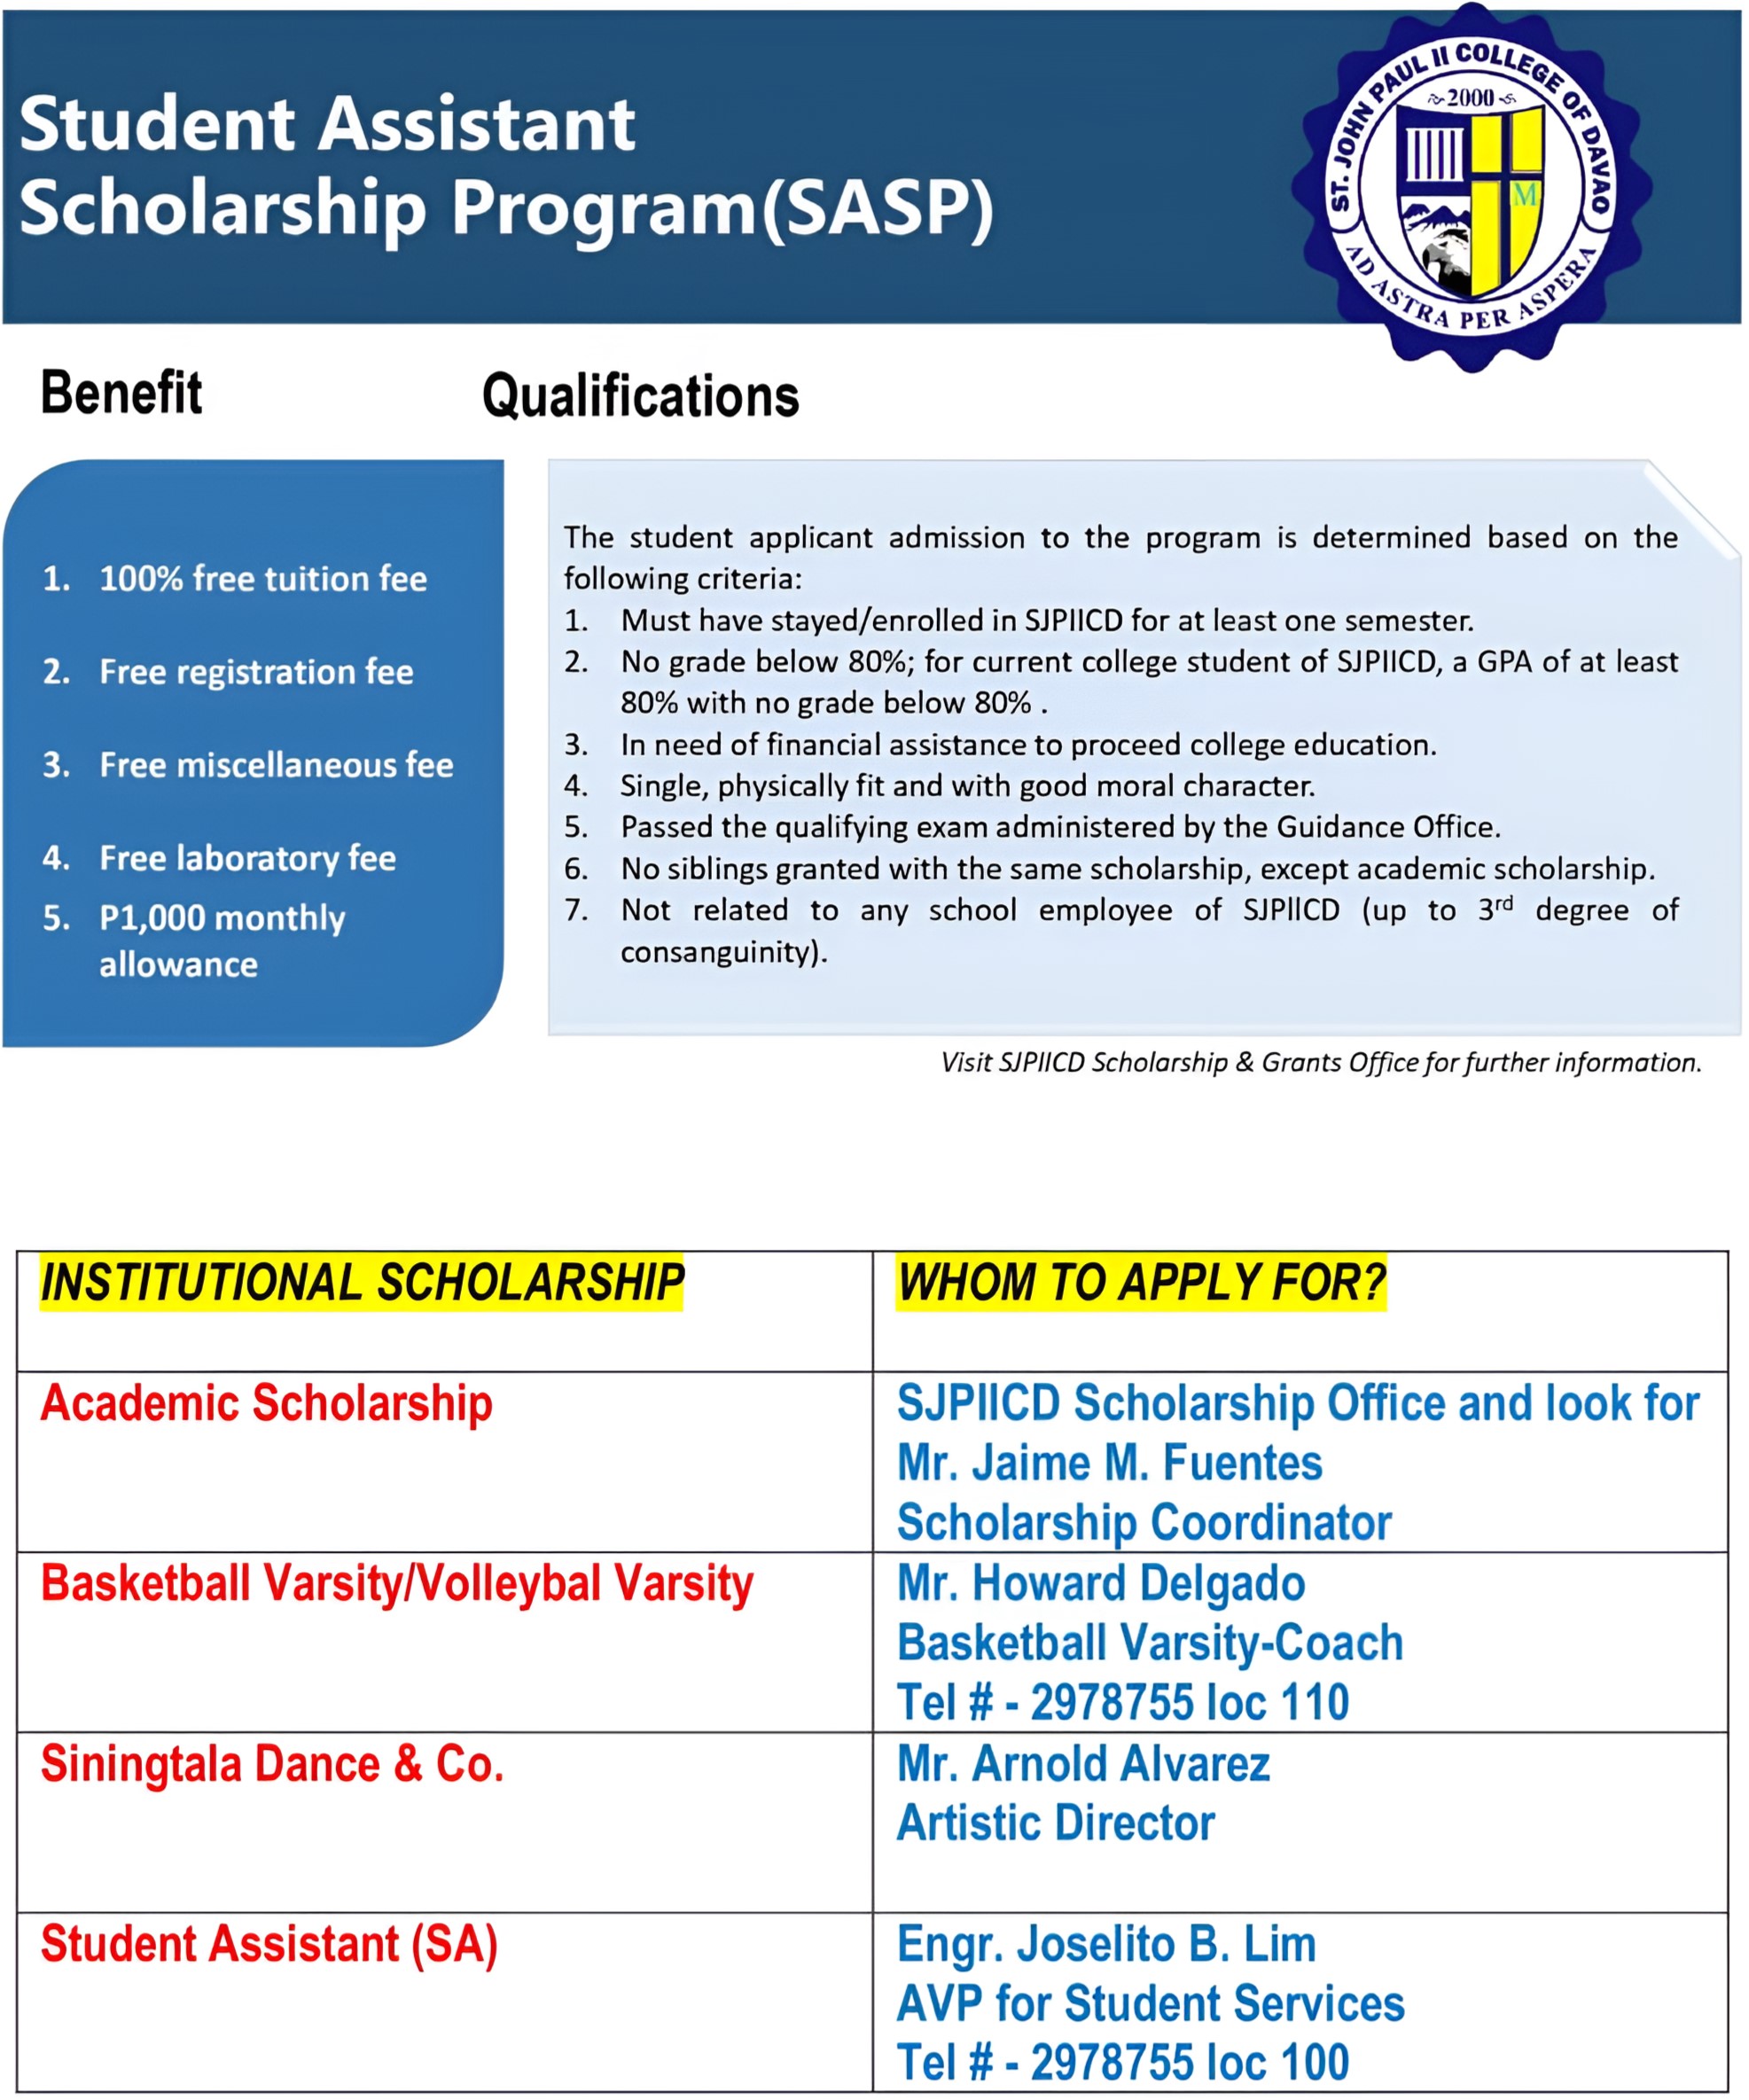 Student Assistant
Scholarship Program(SASP)
ST. JOHN PAUL II COLLEGE OF DAVAO
2000
M
AD ASTRA PER ASPERA
Benefit
Qualifications
1. 100% free tuition fee
2. Free registration fee
3. Free miscellaneous fee
4. Free laboratory fee
5. P1,000 monthly
allowance
The student applicant admission to the program is determined based on the
following criteria:
1. Must have stayed/enrolled in SJPIICD for at least one semester.
2. No grade below 80%; for current college student of SJPIICD, a GPA of at least
80% with no grade below 80% .
3. In need of financial assistance to proceed college education.
4. Single, physically fit and with good moral character.
5. Passed the qualifying exam administered by the Guidance Office.
6. No siblings granted with the same scholarship, except academic scholarship.
7. Not related to any school employee of SJPIICD (up to 3rd degree of
consanguinity).
Visit SJPIICD Scholarship & Grants Office for further information.
INSTITUTIONAL SCHOLARSHIP
WHOM TO APPLY FOR?
Academic Scholarship
SJPIICD Scholarship Office and look for
Mr. Jaime M. Fuentes
Scholarship Coordinator
Basketball Varsity/Volleybal Varsity
Mr. Howard Delgado
Basketball Varsity-Coach
Tel # - 2978755 loc 110
Siningtala Dance & Co.
Mr. Arnold Alvarez
Artistic Director
Student Assistant (SA)
Engr. Joselito B. Lim
AVP for Student Services
Tel # - 2978755 loc 100